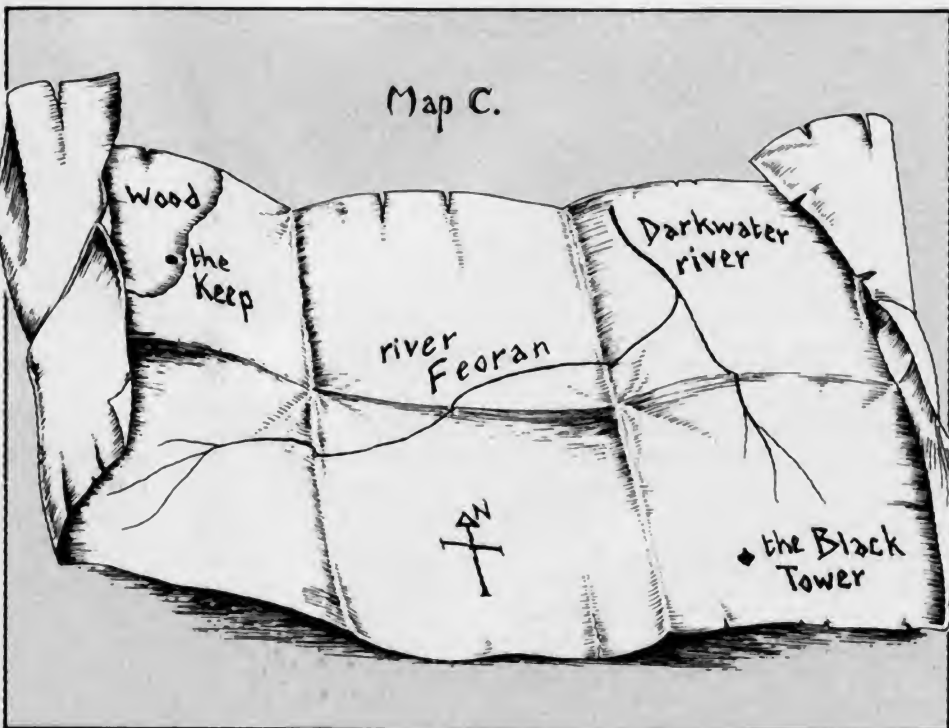 Map C.
Wood
the
Keep
Darkwater
river
river
Feoran
N
the Black
Tower